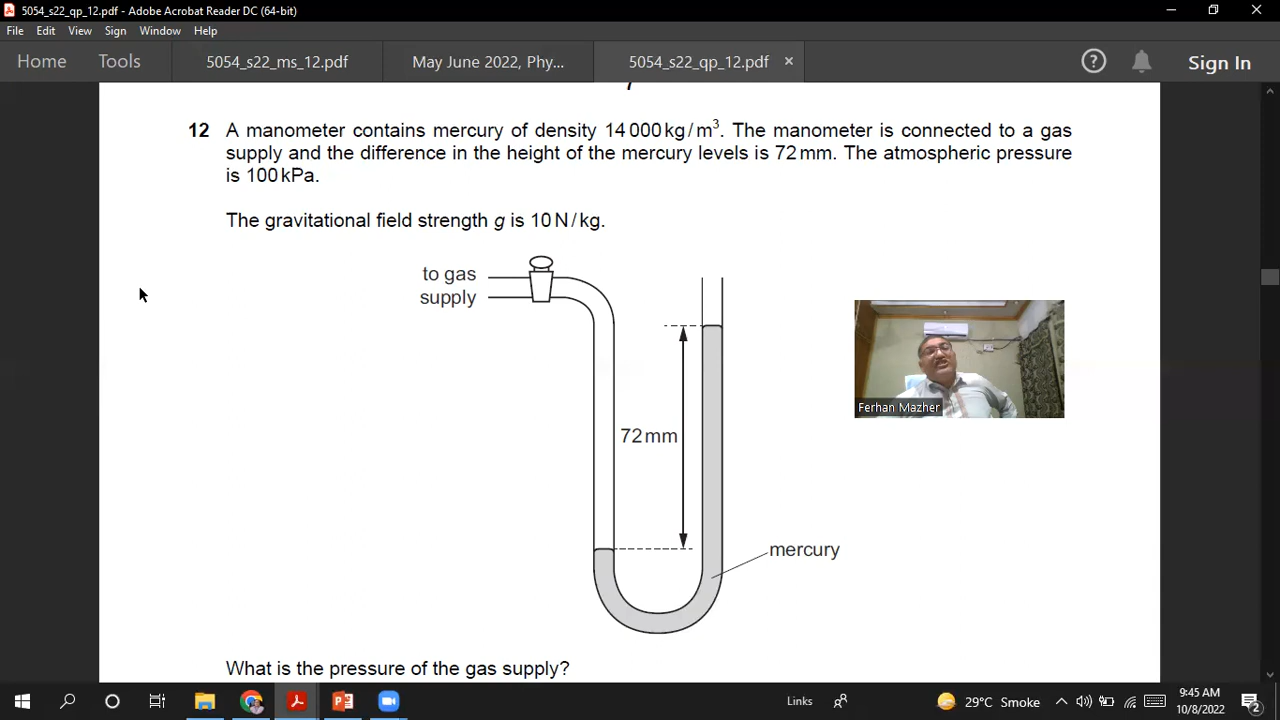 5054_s22_qp_12.pdf - Adobe Acrobat Reader DC (64-bit)
File Edit View Sign Window Help
Home Tools 5054_s22_ms_12.pdf May June 2022, Phy... 5054_s22_qp_12.pdf × Sign In
12 A manometer contains mercury of density 14 000 kg / m³. The manometer is connected to a gas
supply and the difference in the height of the mercury levels is 72 mm. The atmospheric pressure
is 100 kPa.
The gravitational field strength g is 10 N / kg.
to gas
supply
72 mm
Ferhan Mazher
mercury
What is the pressure of the gas supply?
Links 29°C Smoke 9:45 AM
10/8/2022
2